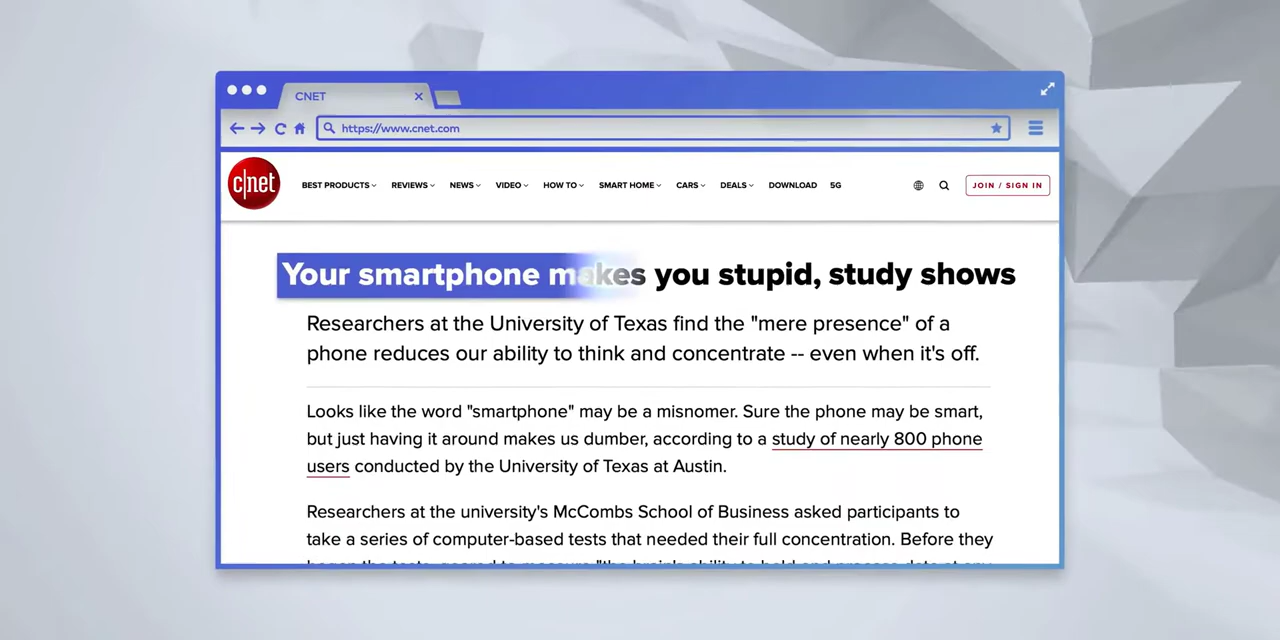 CNET
https://www.cnet.com
c|net BEST PRODUCTS REVIEWS NEWS VIDEO HOW TO SMART HOME CARS DEALS DOWNLOAD 5G JOIN / SIGN IN
Your smartphone makes you stupid, study shows
Researchers at the University of Texas find the "mere presence" of a
phone reduces our ability to think and concentrate -- even when it's off.
Looks like the word "smartphone" may be a misnomer. Sure the phone may be smart,
but just having it around makes us dumber, according to a study of nearly 800 phone
users conducted by the University of Texas at Austin.
Researchers at the university's McCombs School of Business asked participants to
take a series of computer-based tests that needed their full concentration. Before they